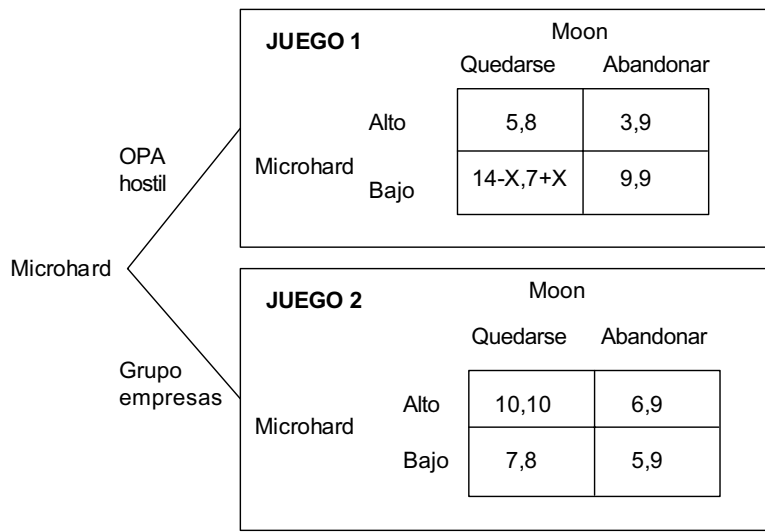 JUEGO 1
Moon
Quedarse Abandonar
Alto 5,8 3,9
OPA
hostil
Microhard
Bajo 14-X,7+X 9,9
Microhard
JUEGO 2
Moon
Quedarse Abandonar
Grupo
empresas
Alto 10,10 6,9
Microhard
Bajo 7,8 5,9